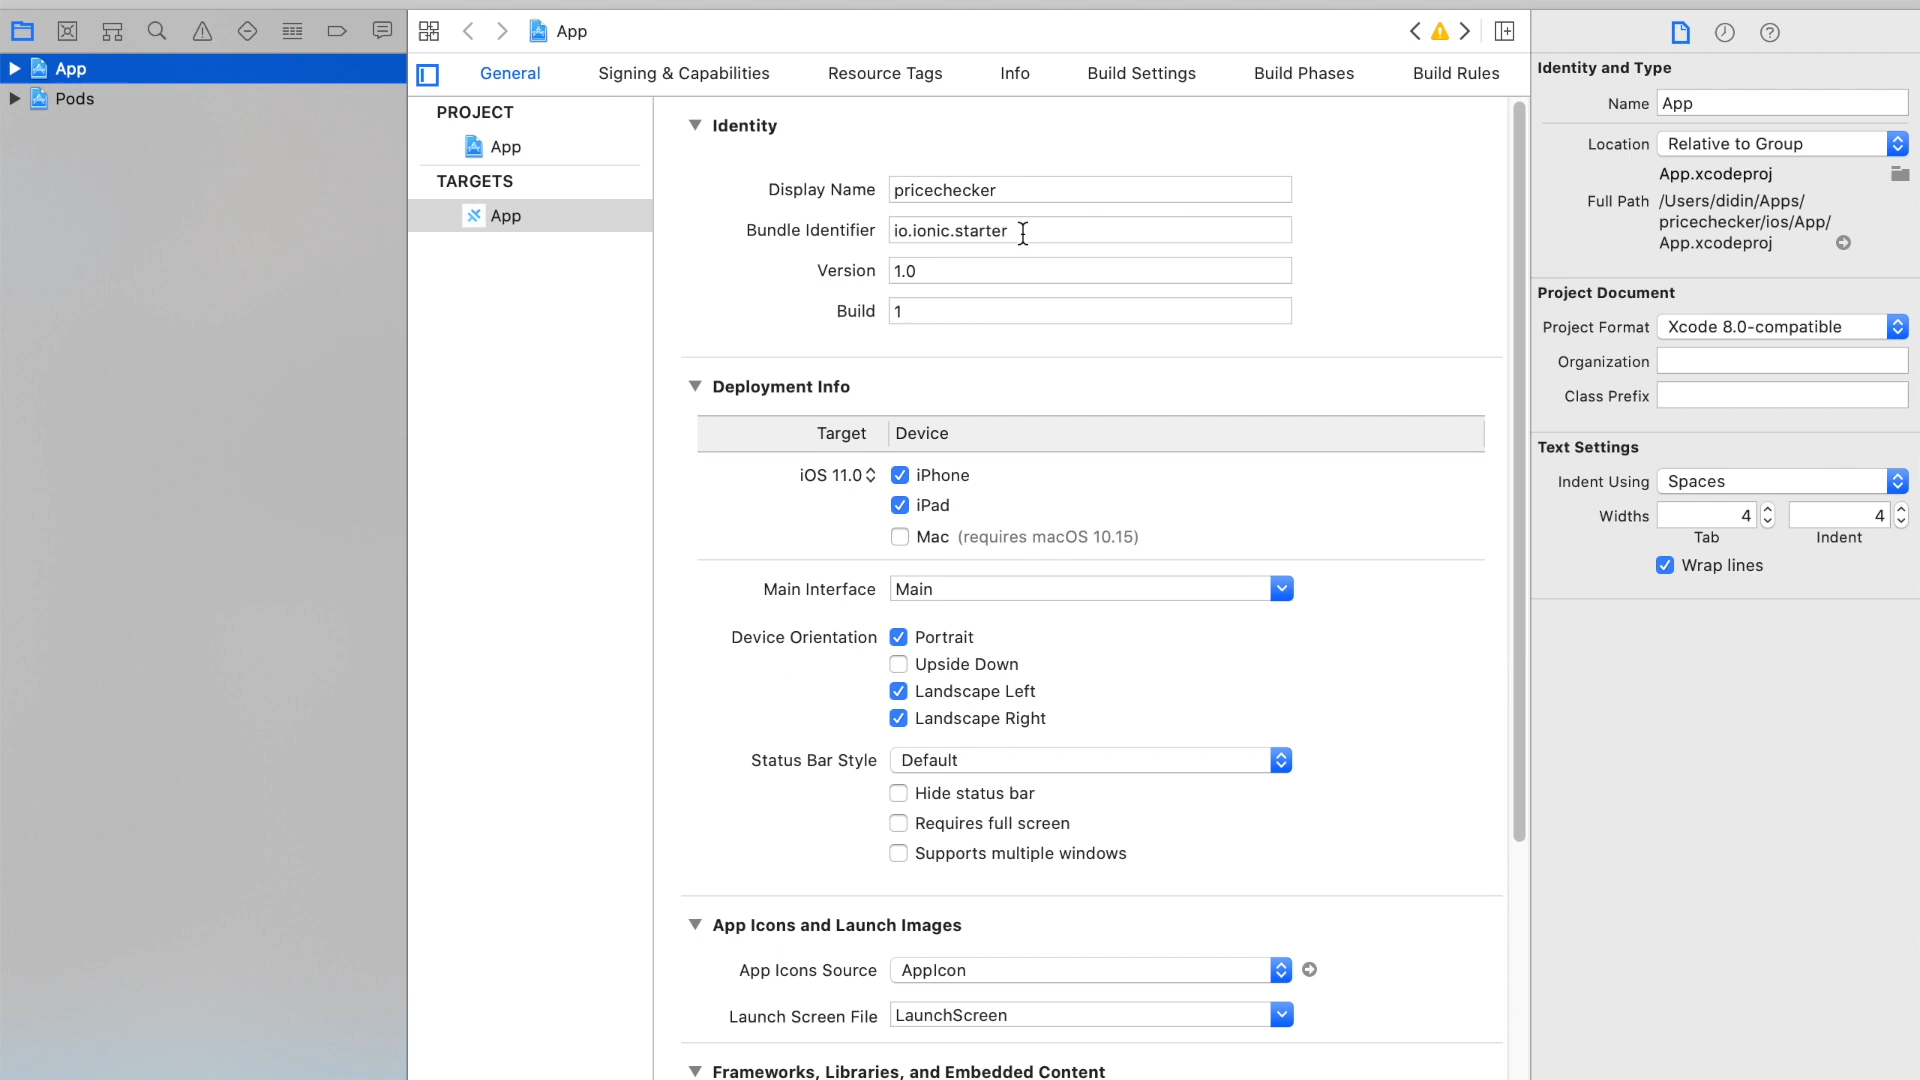 App
App
Pods
General
Signing & Capabilities
Resource Tags
Info
Build Settings
Build Phases
Build Rules
PROJECT
App
TARGETS
App
Identity
Display Name pricechecker
Bundle Identifier io.ionic.starter
Version 1.0
Build 1
Deployment Info
Target Device
iOS 11.0 iPhone
iPad
Mac (requires macOS 10.15)
Main Interface Main
Device Orientation Portrait
Upside Down
Landscape Left
Landscape Right
Status Bar Style Default
Hide status bar
Requires full screen
Supports multiple windows
App Icons and Launch Images
App Icons Source AppIcon
Launch Screen File LaunchScreen
Frameworks, Libraries, and Embedded Content
Identity and Type
Name App
Location Relative to Group
App.xcodeproj
Full Path /Users/didin/Apps/
pricechecker/ios/App/
App.xcodeproj
Project Document
Project Format Xcode 8.0-compatible
Organization
Class Prefix
Text Settings
Indent Using Spaces
Widths 4 4
Tab Indent
Wrap lines